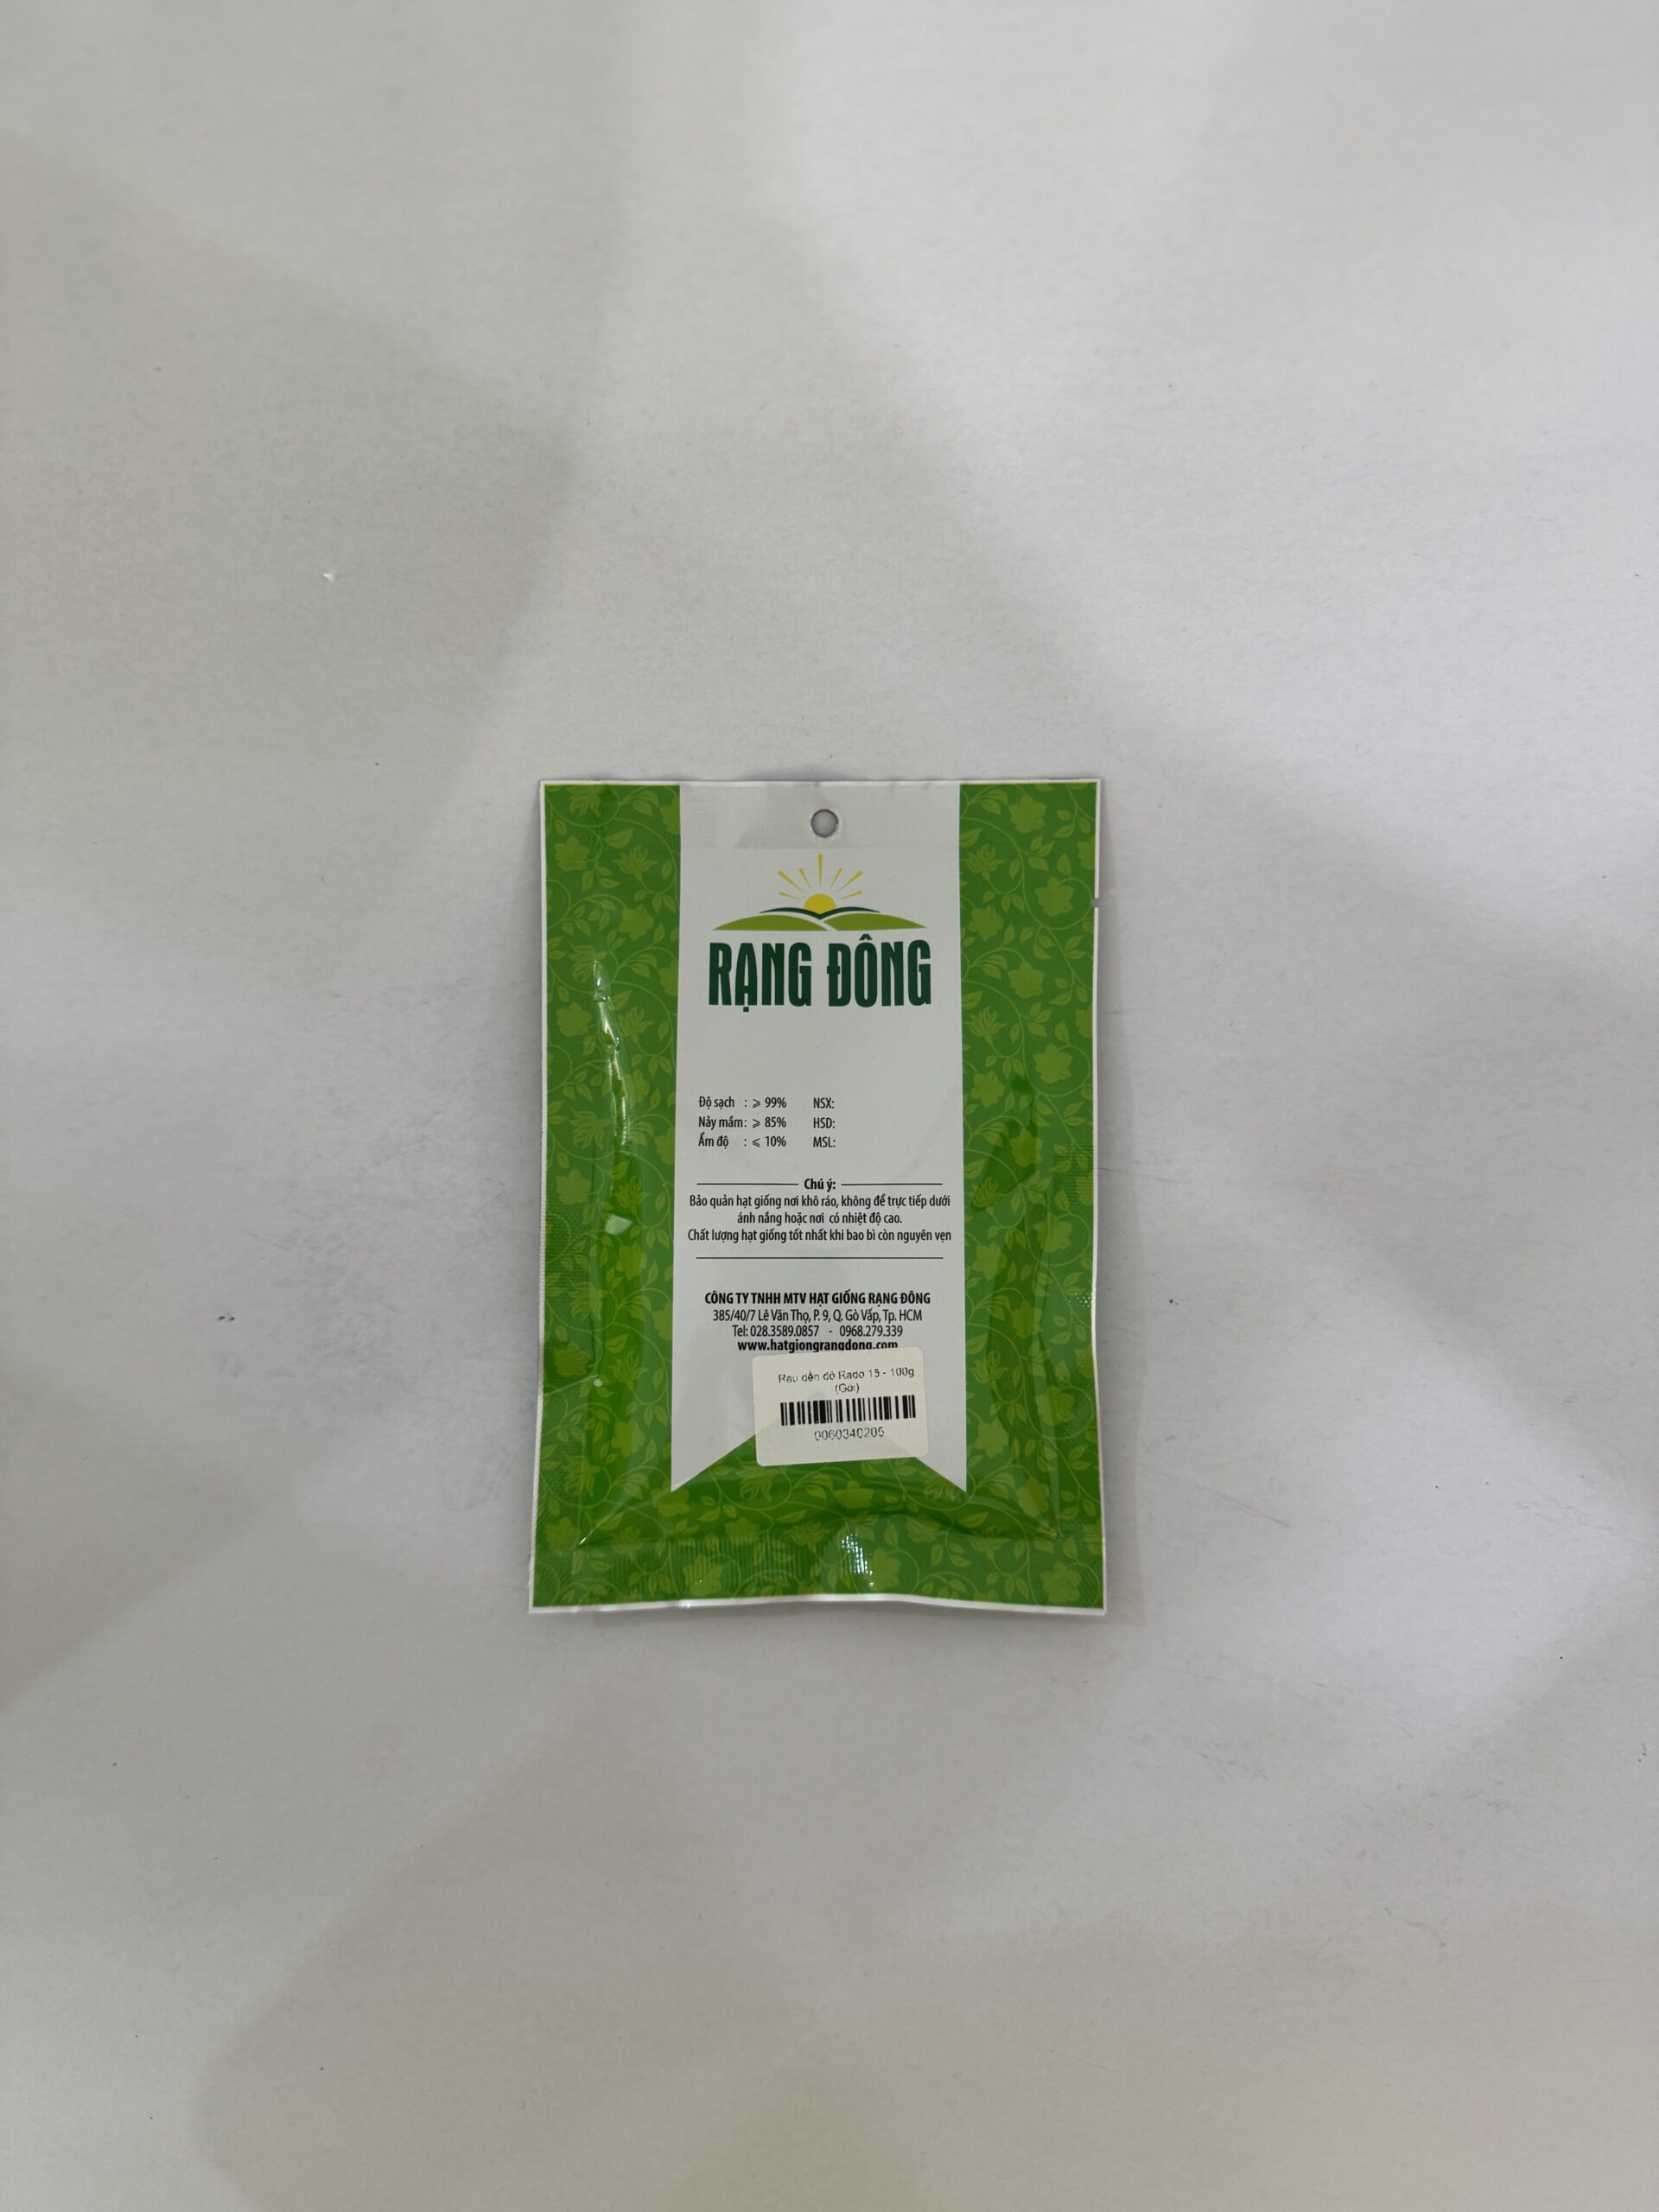 RẠNG ĐÔNG
Độ sạch : ⩾ 99% NSX:
Nảy mầm: ⩾ 85% HSD:
Ẩm độ : ⩽ 10% MSL:
Chú ý:
Bảo quản hạt giống nơi khô ráo, không để trực tiếp dưới
ánh nắng hoặc nơi có nhiệt độ cao.
Chất lượng hạt giống tốt nhất khi bao bì còn nguyên vẹn
CÔNG TY TNHH MTV HẠT GIỐNG RẠNG ĐÔNG
385/40/7 Lê Văn Thọ, P. 9, Q. Gò Vấp, Tp. HCM
Tel: 028.3589.0857 - 0968.279.339
www.hatgiongrangdong.com
Rau dền đỏ Rado 15 - 100g
(Gói)
0060340205